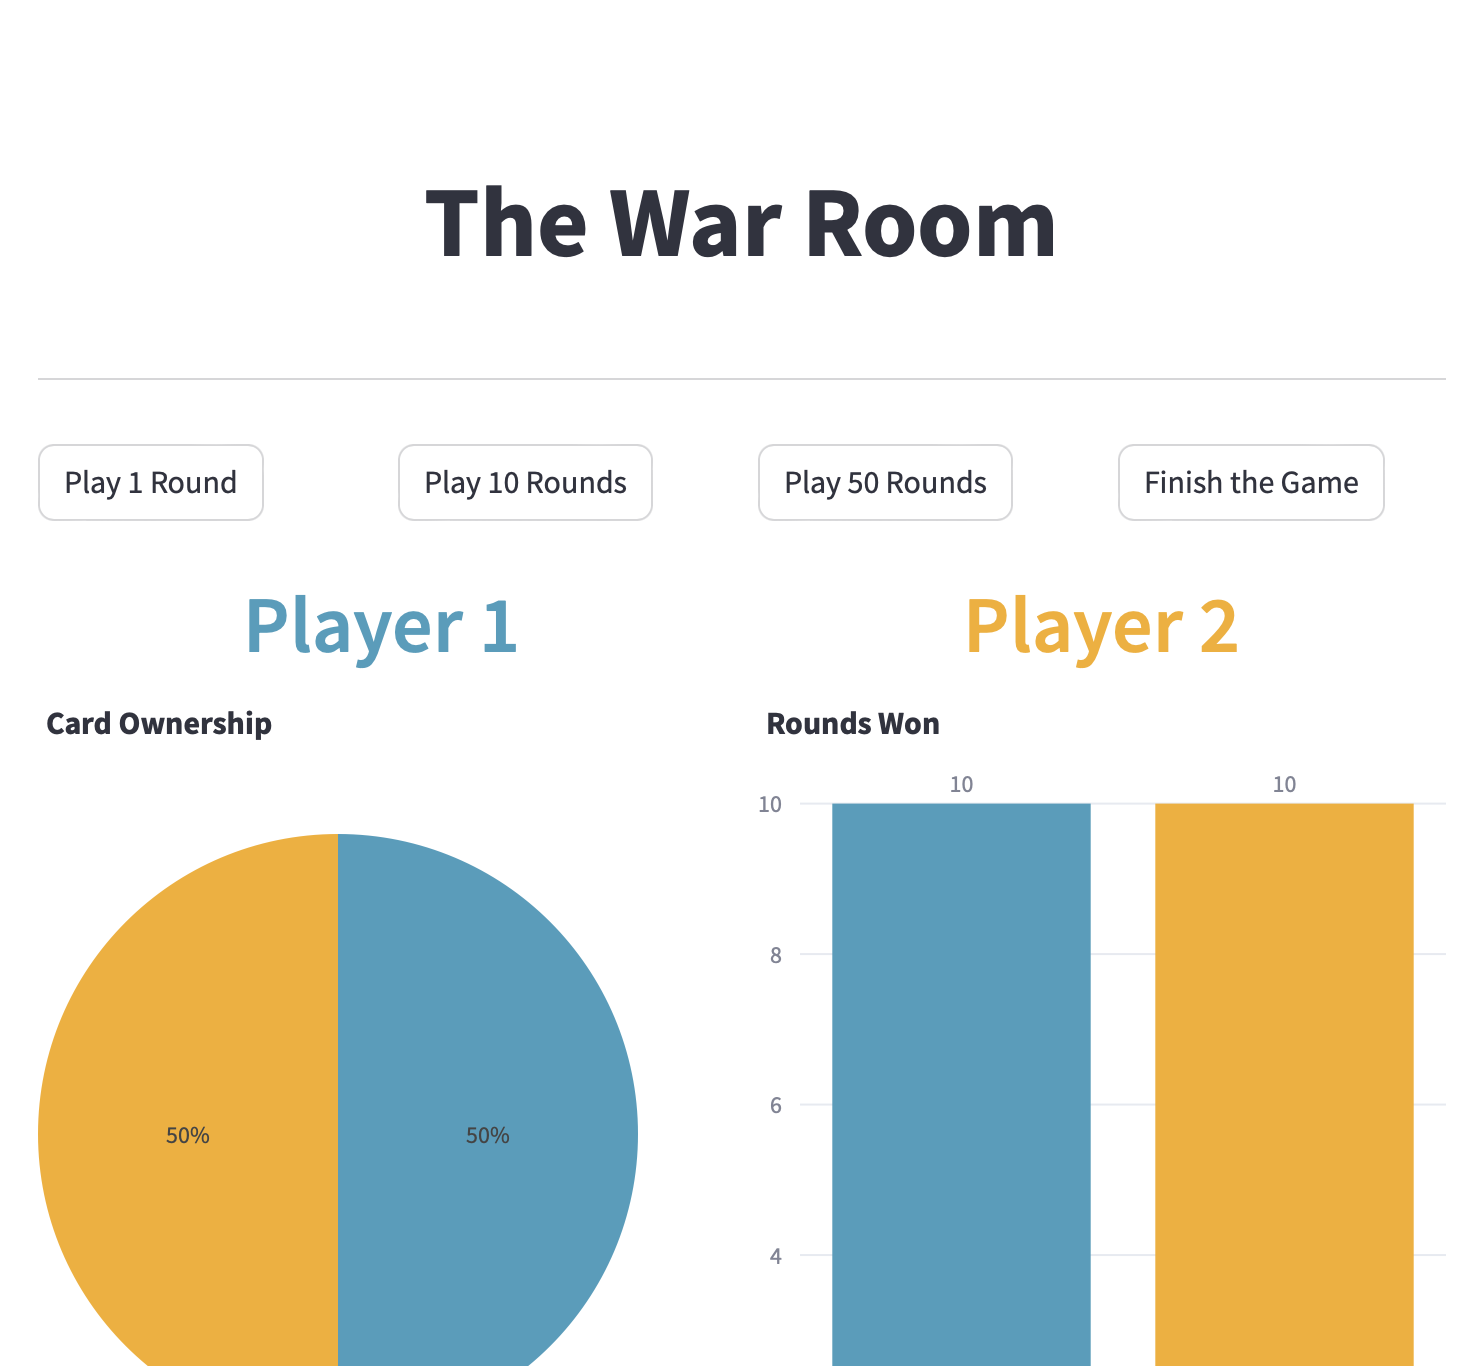 The War Room
Play 1 Round
Play 10 Rounds
Play 50 Rounds
Finish the Game
Player 1
Player 2
Card Ownership
50%
50%
Rounds Won
10
10
10
8
6
4